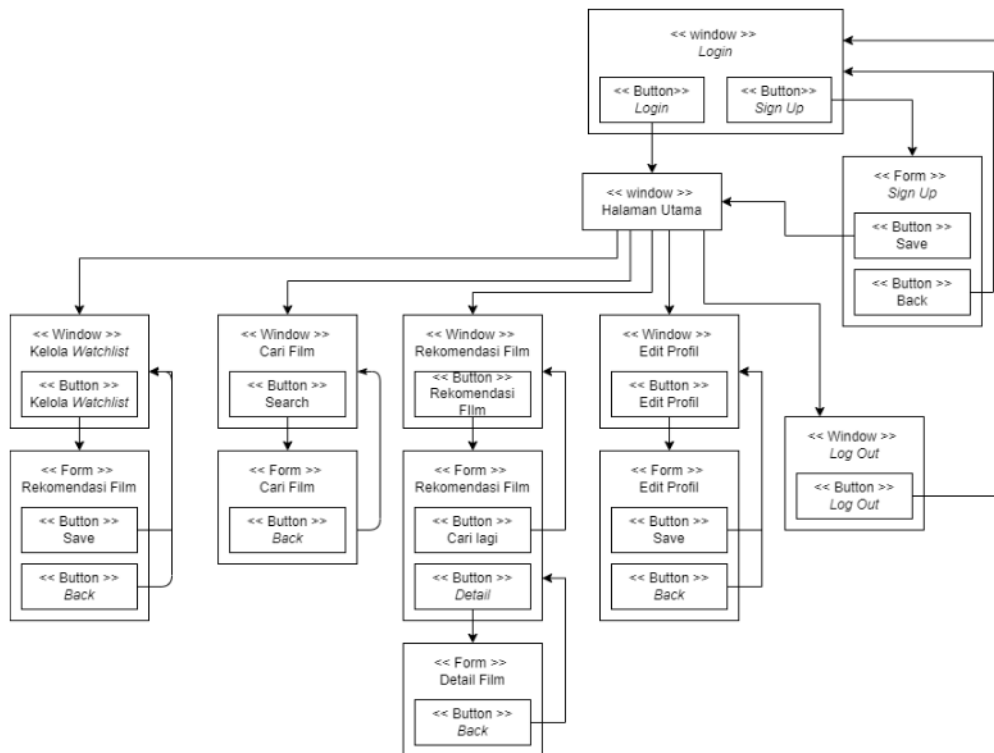 << window >>
Login
<< Button>>
Login
<< Button>>
Sign Up
<< Form >>
Sign Up
<< Button >>
Save
<< Button >>
Back
<< window >>
Halaman Utama
<< Window >>
Kelola Watchlist
<< Button >>
Kelola Watchlist
<< Form >>
Rekomendasi Film
<< Button >>
Save
<< Button >>
Back
<< Window >>
Cari Film
<< Button >>
Search
<< Form >>
Cari Film
<< Button >>
Back
<< Window >>
Rekomendasi Film
<< Button >>
Rekomendasi
FIlm
<< Form >>
Rekomendasi Film
<< Button >>
Cari lagi
<< Button >>
Detail
<< Form >>
Detail Film
<< Button >>
Back
<< Window >>
Edit Profil
<< Button >>
Edit Profil
<< Form >>
Edit Profil
<< Button >>
Save
<< Button >>
Back
<< Window >>
Log Out
<< Button >>
Log Out